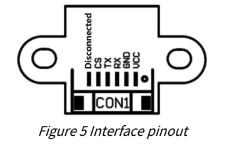 Disconnected
CS
TX
RX
GND
VCC
CON1
Figure 5 Interface pinout